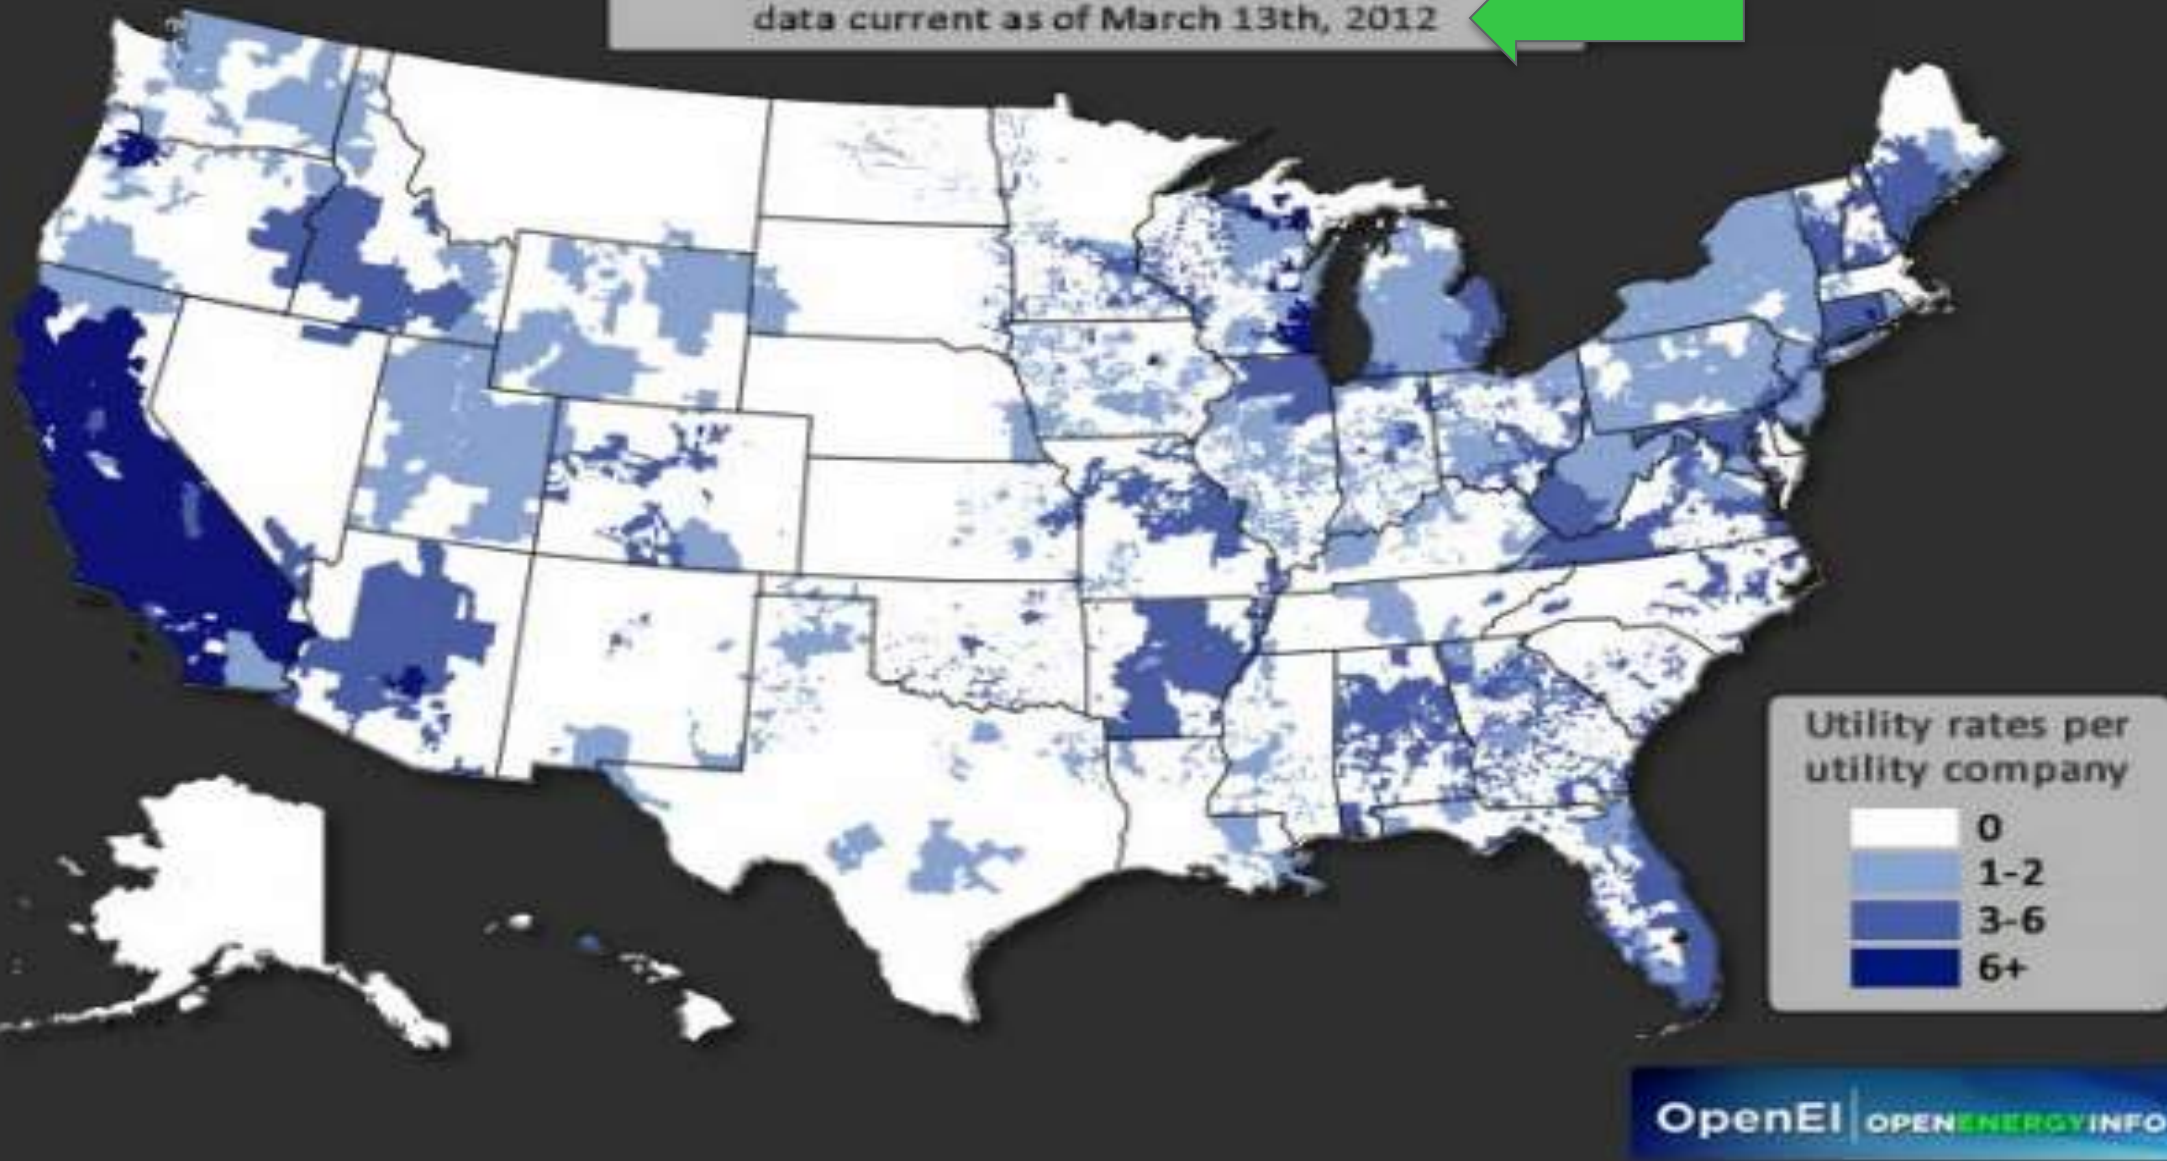 data current as of March 13th, 2012
Utility rates per
utility company
0
1-2
3-6
6+
OpenEI | OPENENERGYINFO